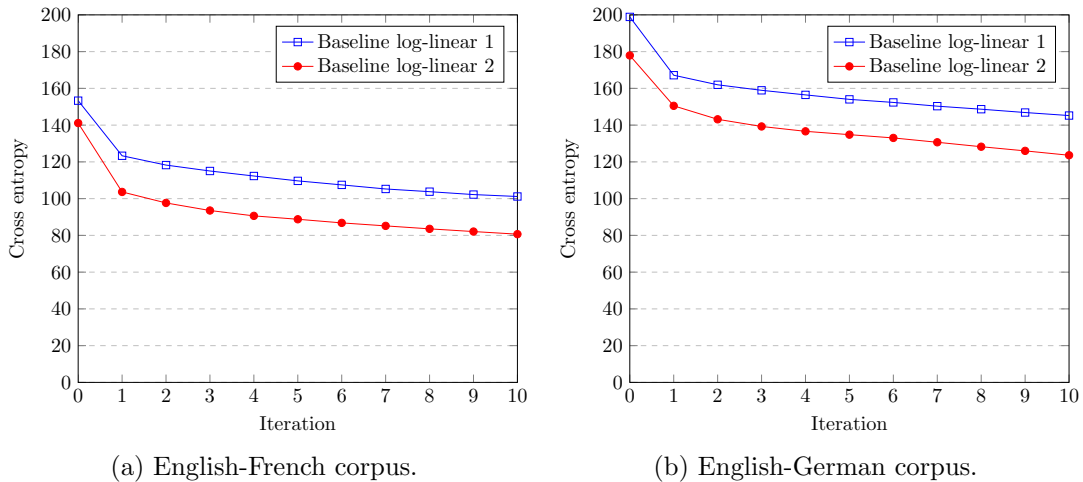 200
180
160
140
120
100
80
60
40
20
0
Cross entropy
0 1 2 3 4 5 6 7 8 9 10
Iteration
Baseline log-linear 1
Baseline log-linear 2
(a) English-French corpus.
200
180
160
140
120
100
80
60
40
20
0
Cross entropy
0 1 2 3 4 5 6 7 8 9 10
Iteration
Baseline log-linear 1
Baseline log-linear 2
(b) English-German corpus.